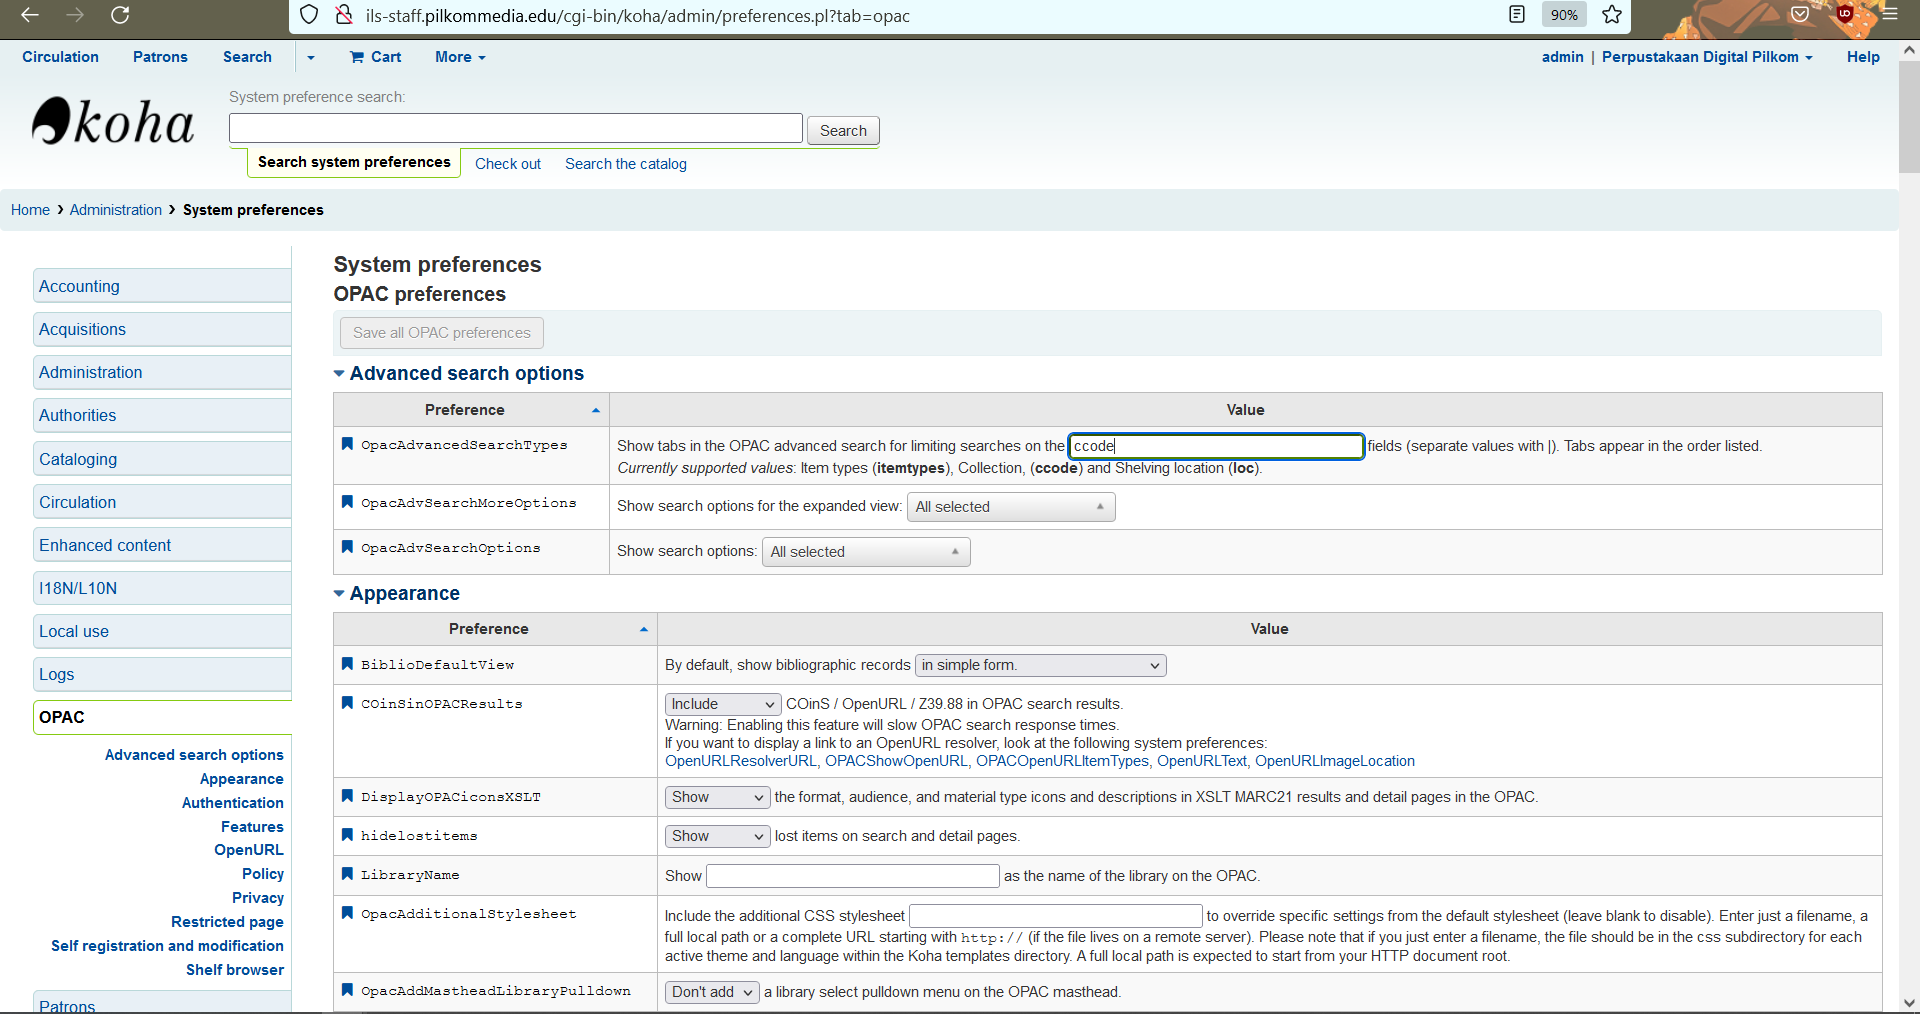 ils-staff.pilkommedia.edu/cgi-bin/koha/admin/preferences.pl?tab=opac
90%
Circulation
Patrons
Search
Cart
More
admin | Perpustakaan Digital Pilkom
Help
koha
System preference search:
Search
Search system preferences
Check out
Search the catalog
Home › Administration › System preferences
Accounting
Acquisitions
Administration
Authorities
Cataloging
Circulation
Enhanced content
I18N/L10N
Local use
Logs
OPAC
Advanced search options
Appearance
Authentication
Features
OpenURL
Policy
Privacy
Restricted page
Self registration and modification
Shelf browser
Patrons
System preferences
OPAC preferences
Save all OPAC preferences
Advanced search options
Preference
Value
OpacAdvancedSearchTypes
Show tabs in the OPAC advanced search for limiting searches on the ccode fields (separate values with |). Tabs appear in the order listed.
Currently supported values: Item types (itemtypes), Collection, (ccode) and Shelving location (loc).
OpacAdvSearchMoreOptions
Show search options for the expanded view: All selected
OpacAdvSearchOptions
Show search options: All selected
Appearance
Preference
Value
BiblioDefaultView
By default, show bibliographic records in simple form.
COinSinOPACResults
Include COinS / OpenURL / Z39.88 in OPAC search results.
Warning: Enabling this feature will slow OPAC search response times.
If you want to display a link to an OpenURL resolver, look at the following system preferences:
OpenURLResolverURL, OPACShowOpenURL, OPACOpenURLItemTypes, OpenURLText, OpenURLImageLocation
DisplayOPACiconsXSLT
Show the format, audience, and material type icons and descriptions in XSLT MARC21 results and detail pages in the OPAC.
hidelostitems
Show lost items on search and detail pages.
LibraryName
Show as the name of the library on the OPAC.
OpacAdditionalStylesheet
Include the additional CSS stylesheet to override specific settings from the default stylesheet (leave blank to disable). Enter just a filename, a
full local path or a complete URL starting with http:// (if the file lives on a remote server). Please note that if you just enter a filename, the file should be in the css subdirectory for each
active theme and language within the Koha templates directory. A full local path is expected to start from your HTTP document root.
OpacAddMastheadLibraryPulldown
Don't add a library select pulldown menu on the OPAC masthead.